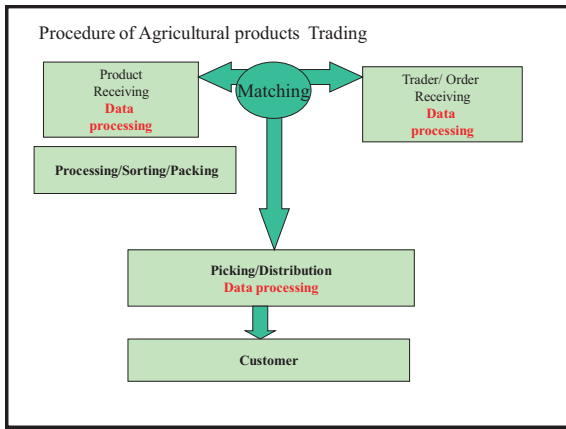 Procedure of Agricultural products Trading
Product
Receiving
Data
processing
Matching
Trader/ Order
Receiving
Data
processing
Processing/Sorting/Packing
Picking/Distribution
Data processing
Customer